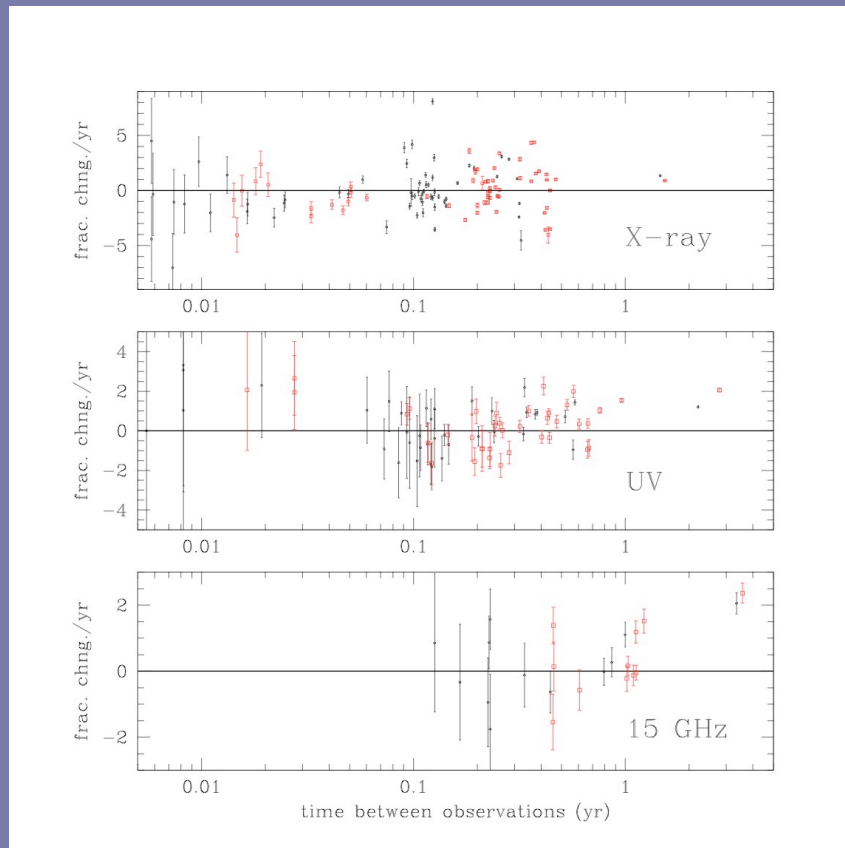 frac. chng./yr
5
0
−5
X−ray
0.01
0.1
1
frac. chng./yr
4
2
0
−2
−4
UV
0.01
0.1
1
frac. chng./yr
2
0
−2
15 GHz
0.01
0.1
1
time between observations (yr)